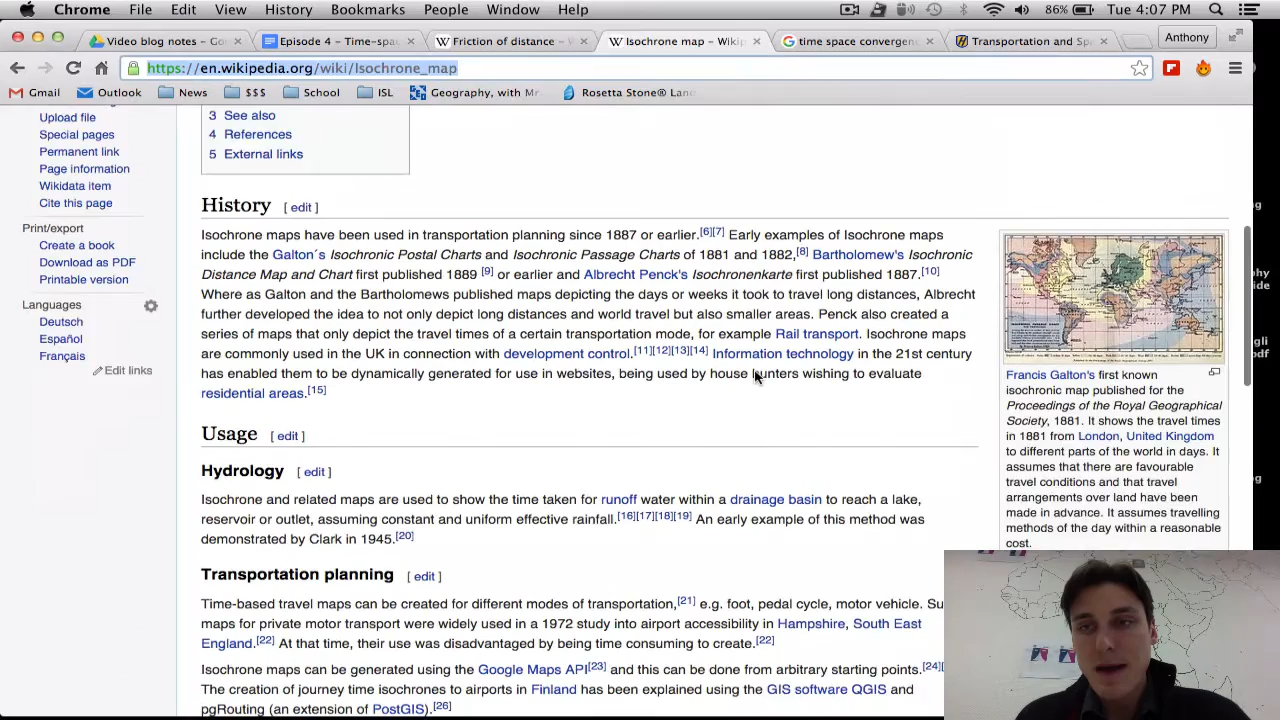 Chrome File Edit View History Bookmarks People Window Help 86% Tue 4:07 PM
Video blog notes - Go Episode 4 – Time-spac Friction of distance - W Isochrone map - Wikip time space convergenc Transportation and Spa Anthony
https://en.wikipedia.org/wiki/Isochrone_map
Gmail Outlook News $$$ School ISL Geography, with Mr. Rosetta Stone® Lan
Upload file
Special pages
Permanent link
Page information
Wikidata item
Cite this page
Print/export
Create a book
Download as PDF
Printable version
Languages
Deutsch
Español
Français
Edit links
3 See also
4 References
5 External links
History [ edit ]
Isochrone maps have been used in transportation planning since 1887 or earlier.[6][7] Early examples of Isochrone maps
include the Galton´s Isochronic Postal Charts and Isochronic Passage Charts of 1881 and 1882,[8] Bartholomew's Isochronic
Distance Map and Chart first published 1889 [9] or earlier and Albrecht Penck's Isochronenkarte first published 1887.[10]
Where as Galton and the Bartholomews published maps depicting the days or weeks it took to travel long distances, Albrecht
further developed the idea to not only depict long distances and world travel but also smaller areas. Penck also created a
series of maps that only depict the travel times of a certain transportation mode, for example Rail transport. Isochrone maps
are commonly used in the UK in connection with development control.[11][12][13][14] Information technology in the 21st century
has enabled them to be dynamically generated for use in websites, being used by house hunters wishing to evaluate
residential areas.[15]
Usage [ edit ]
Hydrology [ edit ]
Isochrone and related maps are used to show the time taken for runoff water within a drainage basin to reach a lake,
reservoir or outlet, assuming constant and uniform effective rainfall.[16][17][18][19] An early example of this method was
demonstrated by Clark in 1945.[20]
Transportation planning [ edit ]
Time-based travel maps can be created for different modes of transportation,[21] e.g. foot, pedal cycle, motor vehicle. Su
maps for private motor transport were widely used in a 1972 study into airport accessibility in Hampshire, South East
England.[22] At that time, their use was disadvantaged by being time consuming to create.[22]
Isochrone maps can be generated using the Google Maps API[23] and this can be done from arbitrary starting points.[24][
The creation of journey time isochrones to airports in Finland has been explained using the GIS software QGIS and
pgRouting (an extension of PostGIS).[26]
Francis Galton's first known
isochronic map published for the
Proceedings of the Royal Geographical
Society, 1881. It shows the travel times
in 1881 from London, United Kingdom
to different parts of the world in days. It
assumes that there are favourable
travel conditions and that travel
arrangements over land have been
made in advance. It assumes travelling
methods of the day within a reasonable
cost.